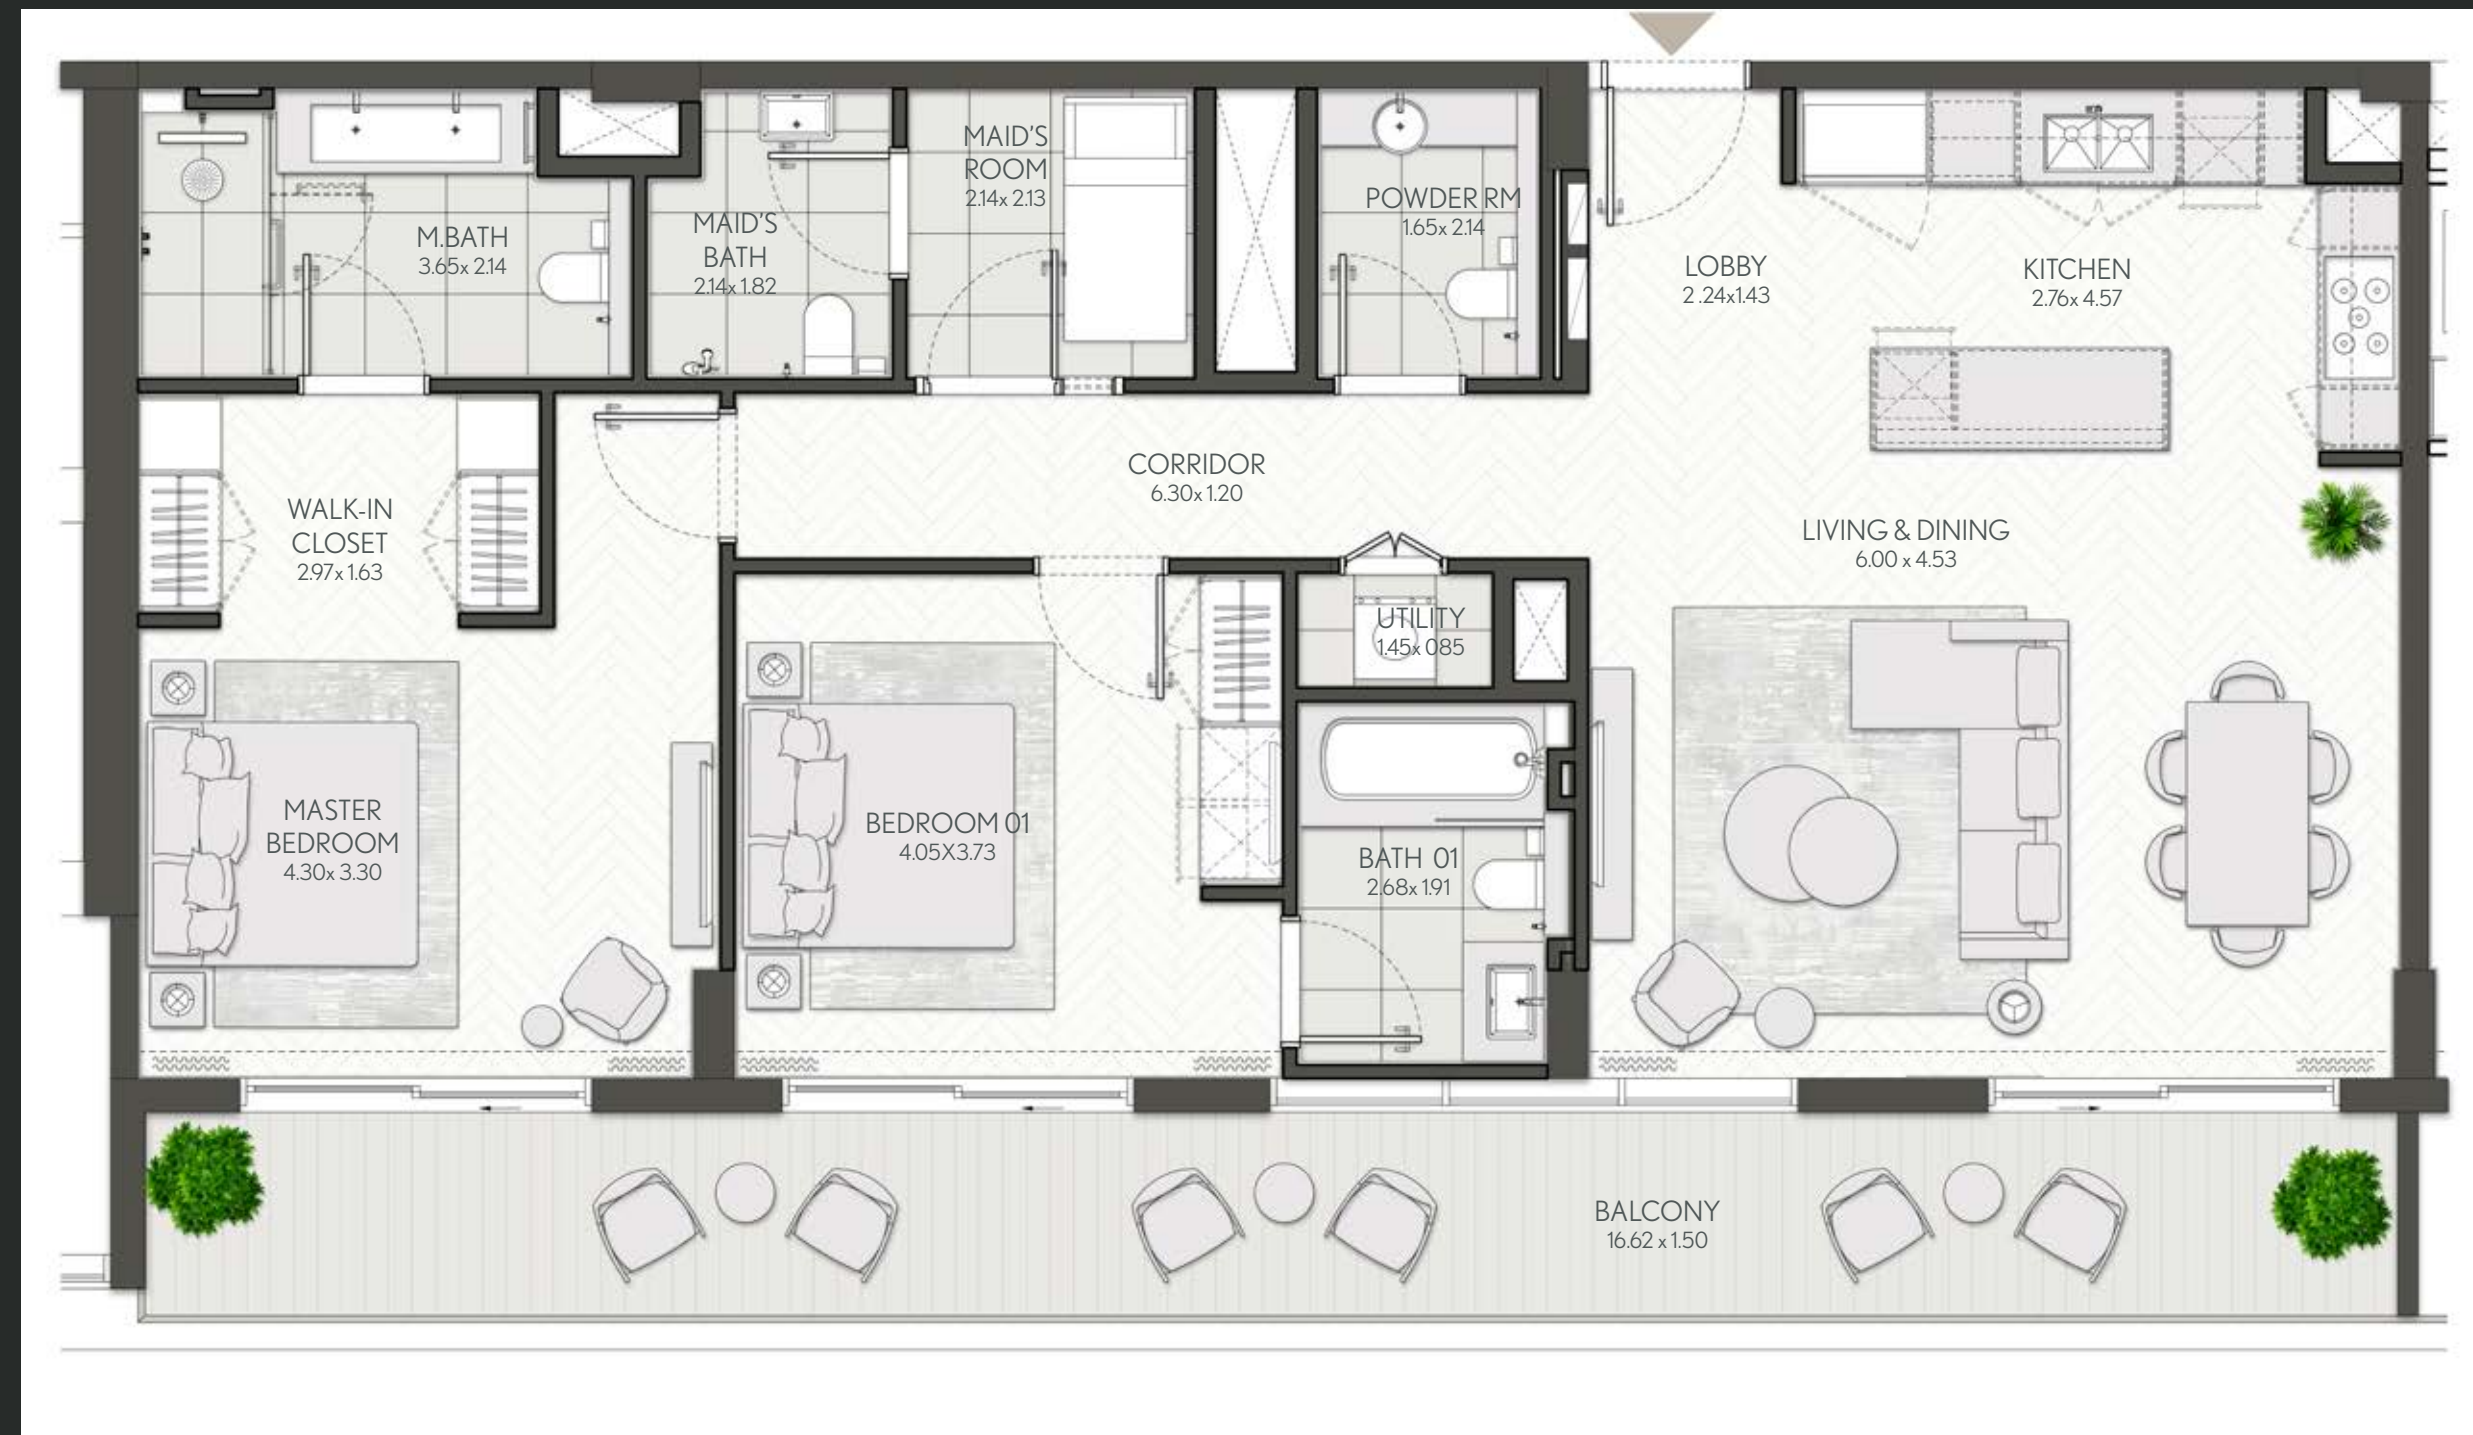 MAID'S
ROOM
2.14x 2.13
POWDER RM
1.65x 2.14
M.BATH
3.65x 2.14
MAID'S
BATH
2.14x 1.82
LOBBY
2 .24x1.43
KITCHEN
2.76x 4.57
CORRIDOR
6.30x 1.20
WALK-IN
CLOSET
2.97x 1.63
LIVING & DINING
6.00 x 4.53
UTILITY
1.45x 085
MASTER
BEDROOM
4.30x 3.30
BEDROOM 01
4.05X3.73
BATH 01
2.68x 1.91
BALCONY
16.62 x 1.50